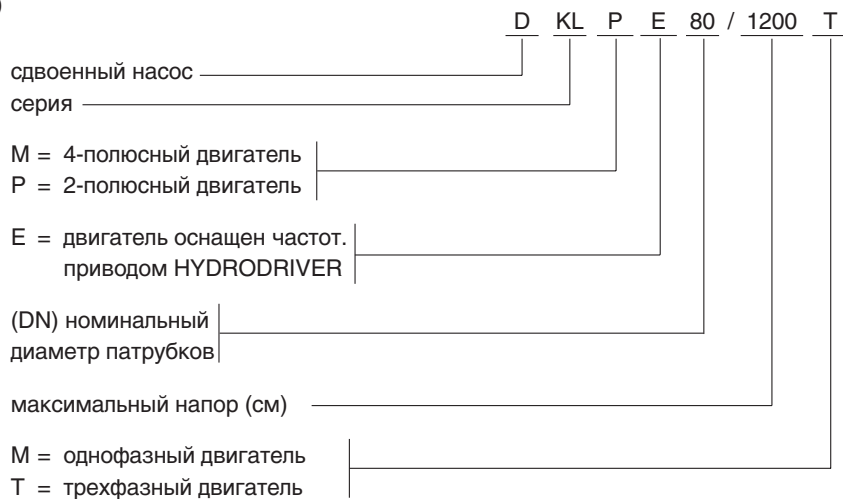 )
D KL P E 80 / 1200 T
сдвоенный насос
серия
M = 4-полюсный двигатель
P = 2-полюсный двигатель
E = двигатель оснащен частот.
приводом HYDRODRIVER
(DN) номинальный
диаметр патрубков
максимальный напор (см)
M = однофазный двигатель
T = трехфазный двигатель